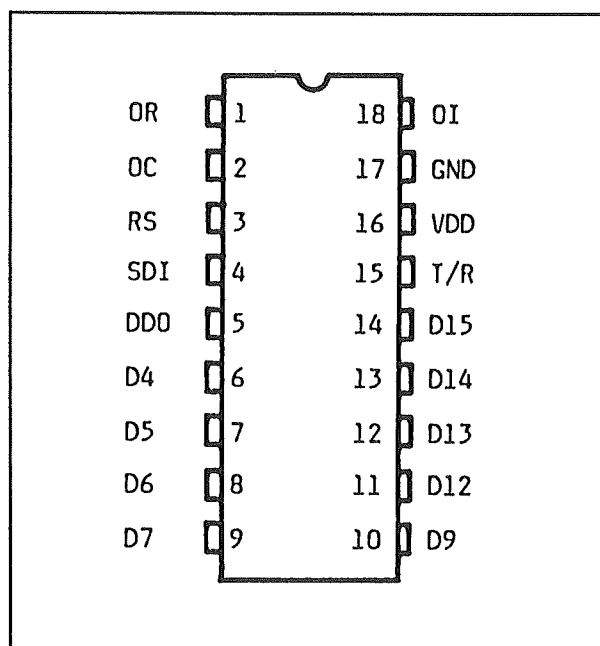 OR 1 18 OI
OC 2 17 GND
RS 3 16 VDD
SDI 4 15 T/R
DDO 5 14 D15
D4 6 13 D14
D5 7 12 D13
D6 8 11 D12
D7 9 10 D9